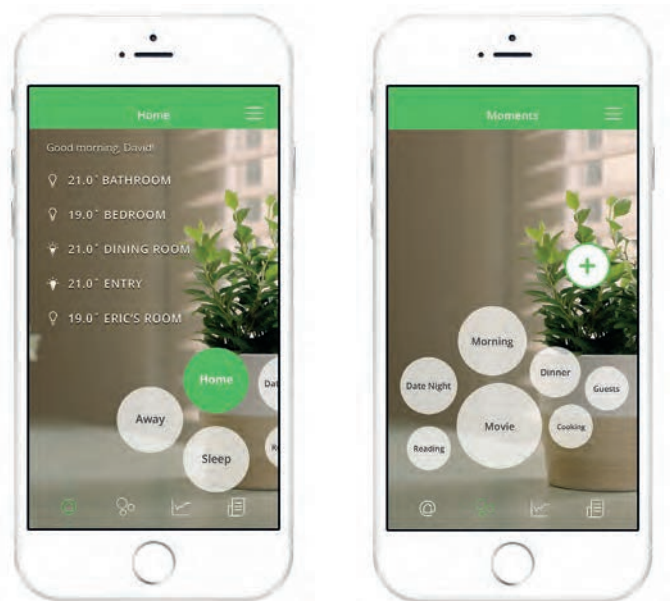 Home
Good morning, David!
21.0° BATHROOM
19.0° BEDROOM
21.0° DINING ROOM
21.0° ENTRY
19.0° ERIC'S ROOM
Home
Away
Sleep
Moments
+
Morning
Dinner
Date Night
Guests
Movie
Cooking
Reading